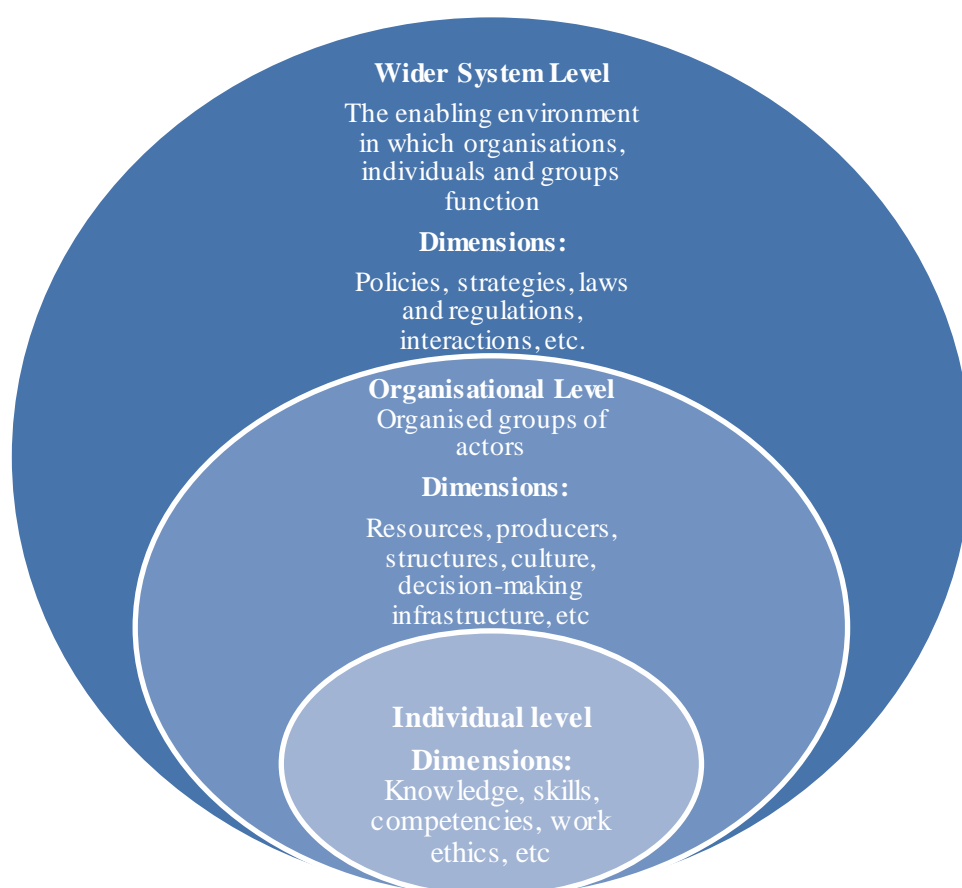 Wider System Level
The enabling environment
in which organisations,
individuals and groups
function
Dimensions:
Policies, strategies, laws
and regulations,
interactions, etc.
Organisational Level
Organised groups of
actors
Dimensions:
Resources, producers,
structures, culture,
decision-making
infrastructure, etc
Individual level
Dimensions:
Knowledge, skills,
competencies, work
ethics, etc